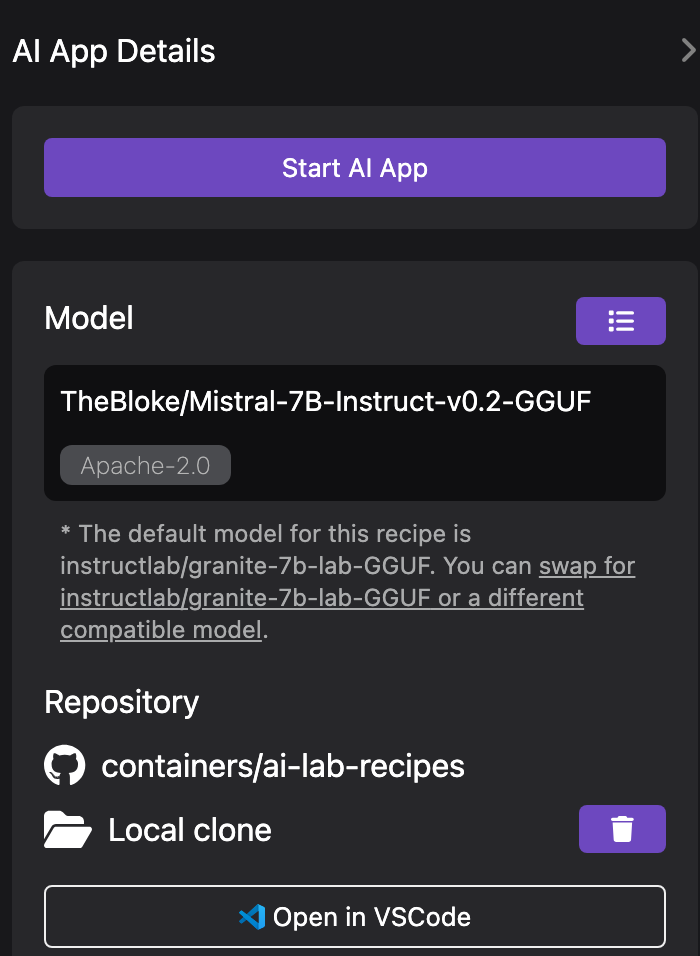 AI App Details
Start AI App
Model
TheBloke/Mistral-7B-Instruct-v0.2-GGUF
Apache-2.0
* The default model for this recipe is
instructlab/granite-7b-lab-GGUF. You can swap for
instructlab/granite-7b-lab-GGUF or a different
compatible model.
Repository
containers/ai-lab-recipes
Local clone
Open in VSCode